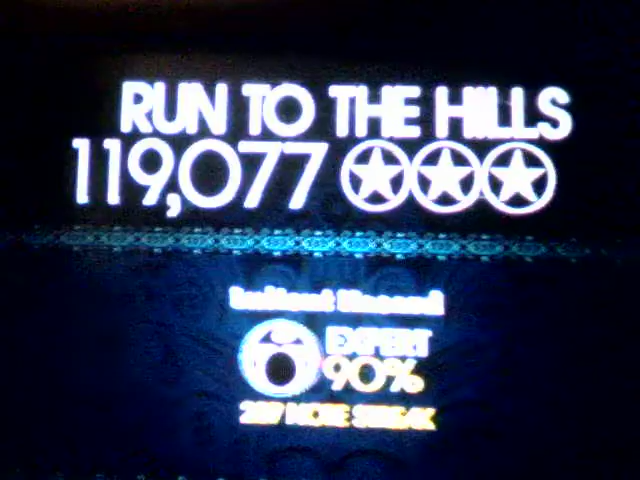 RUN TO THE HILLS
119,077
EXPERT
90%
NOTE STREAK